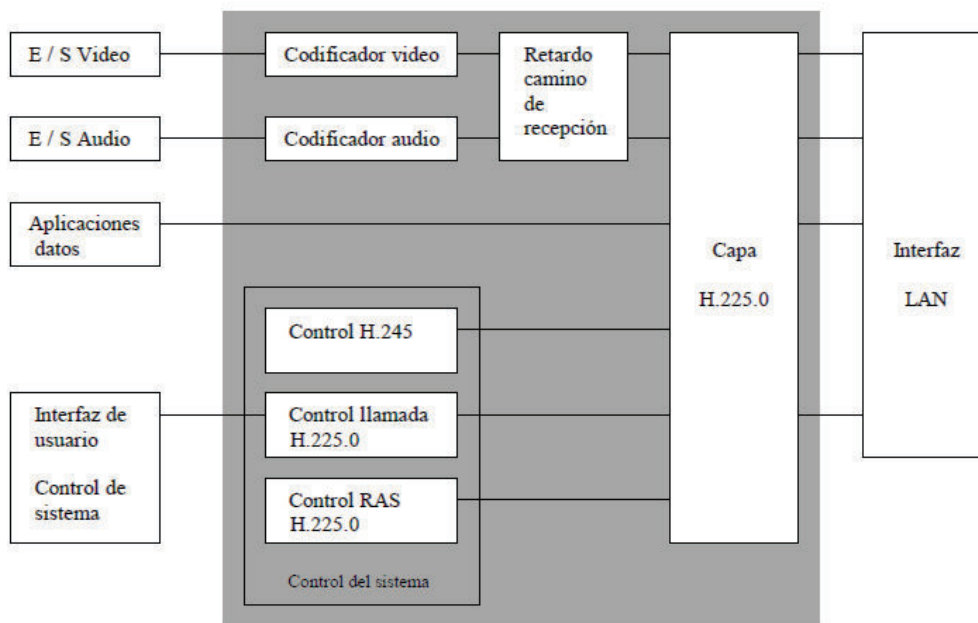 E / S Video
Codificador video
Retardo
camino
de
recepción
E / S Audio
Codificador audio
Aplicaciones
datos
Capa
H.225.0
Interfaz
LAN
Control H.245
Interfaz de
usuario
Control de
sistema
Control llamada
H.225.0
Control RAS
H.225.0
Control del sistema